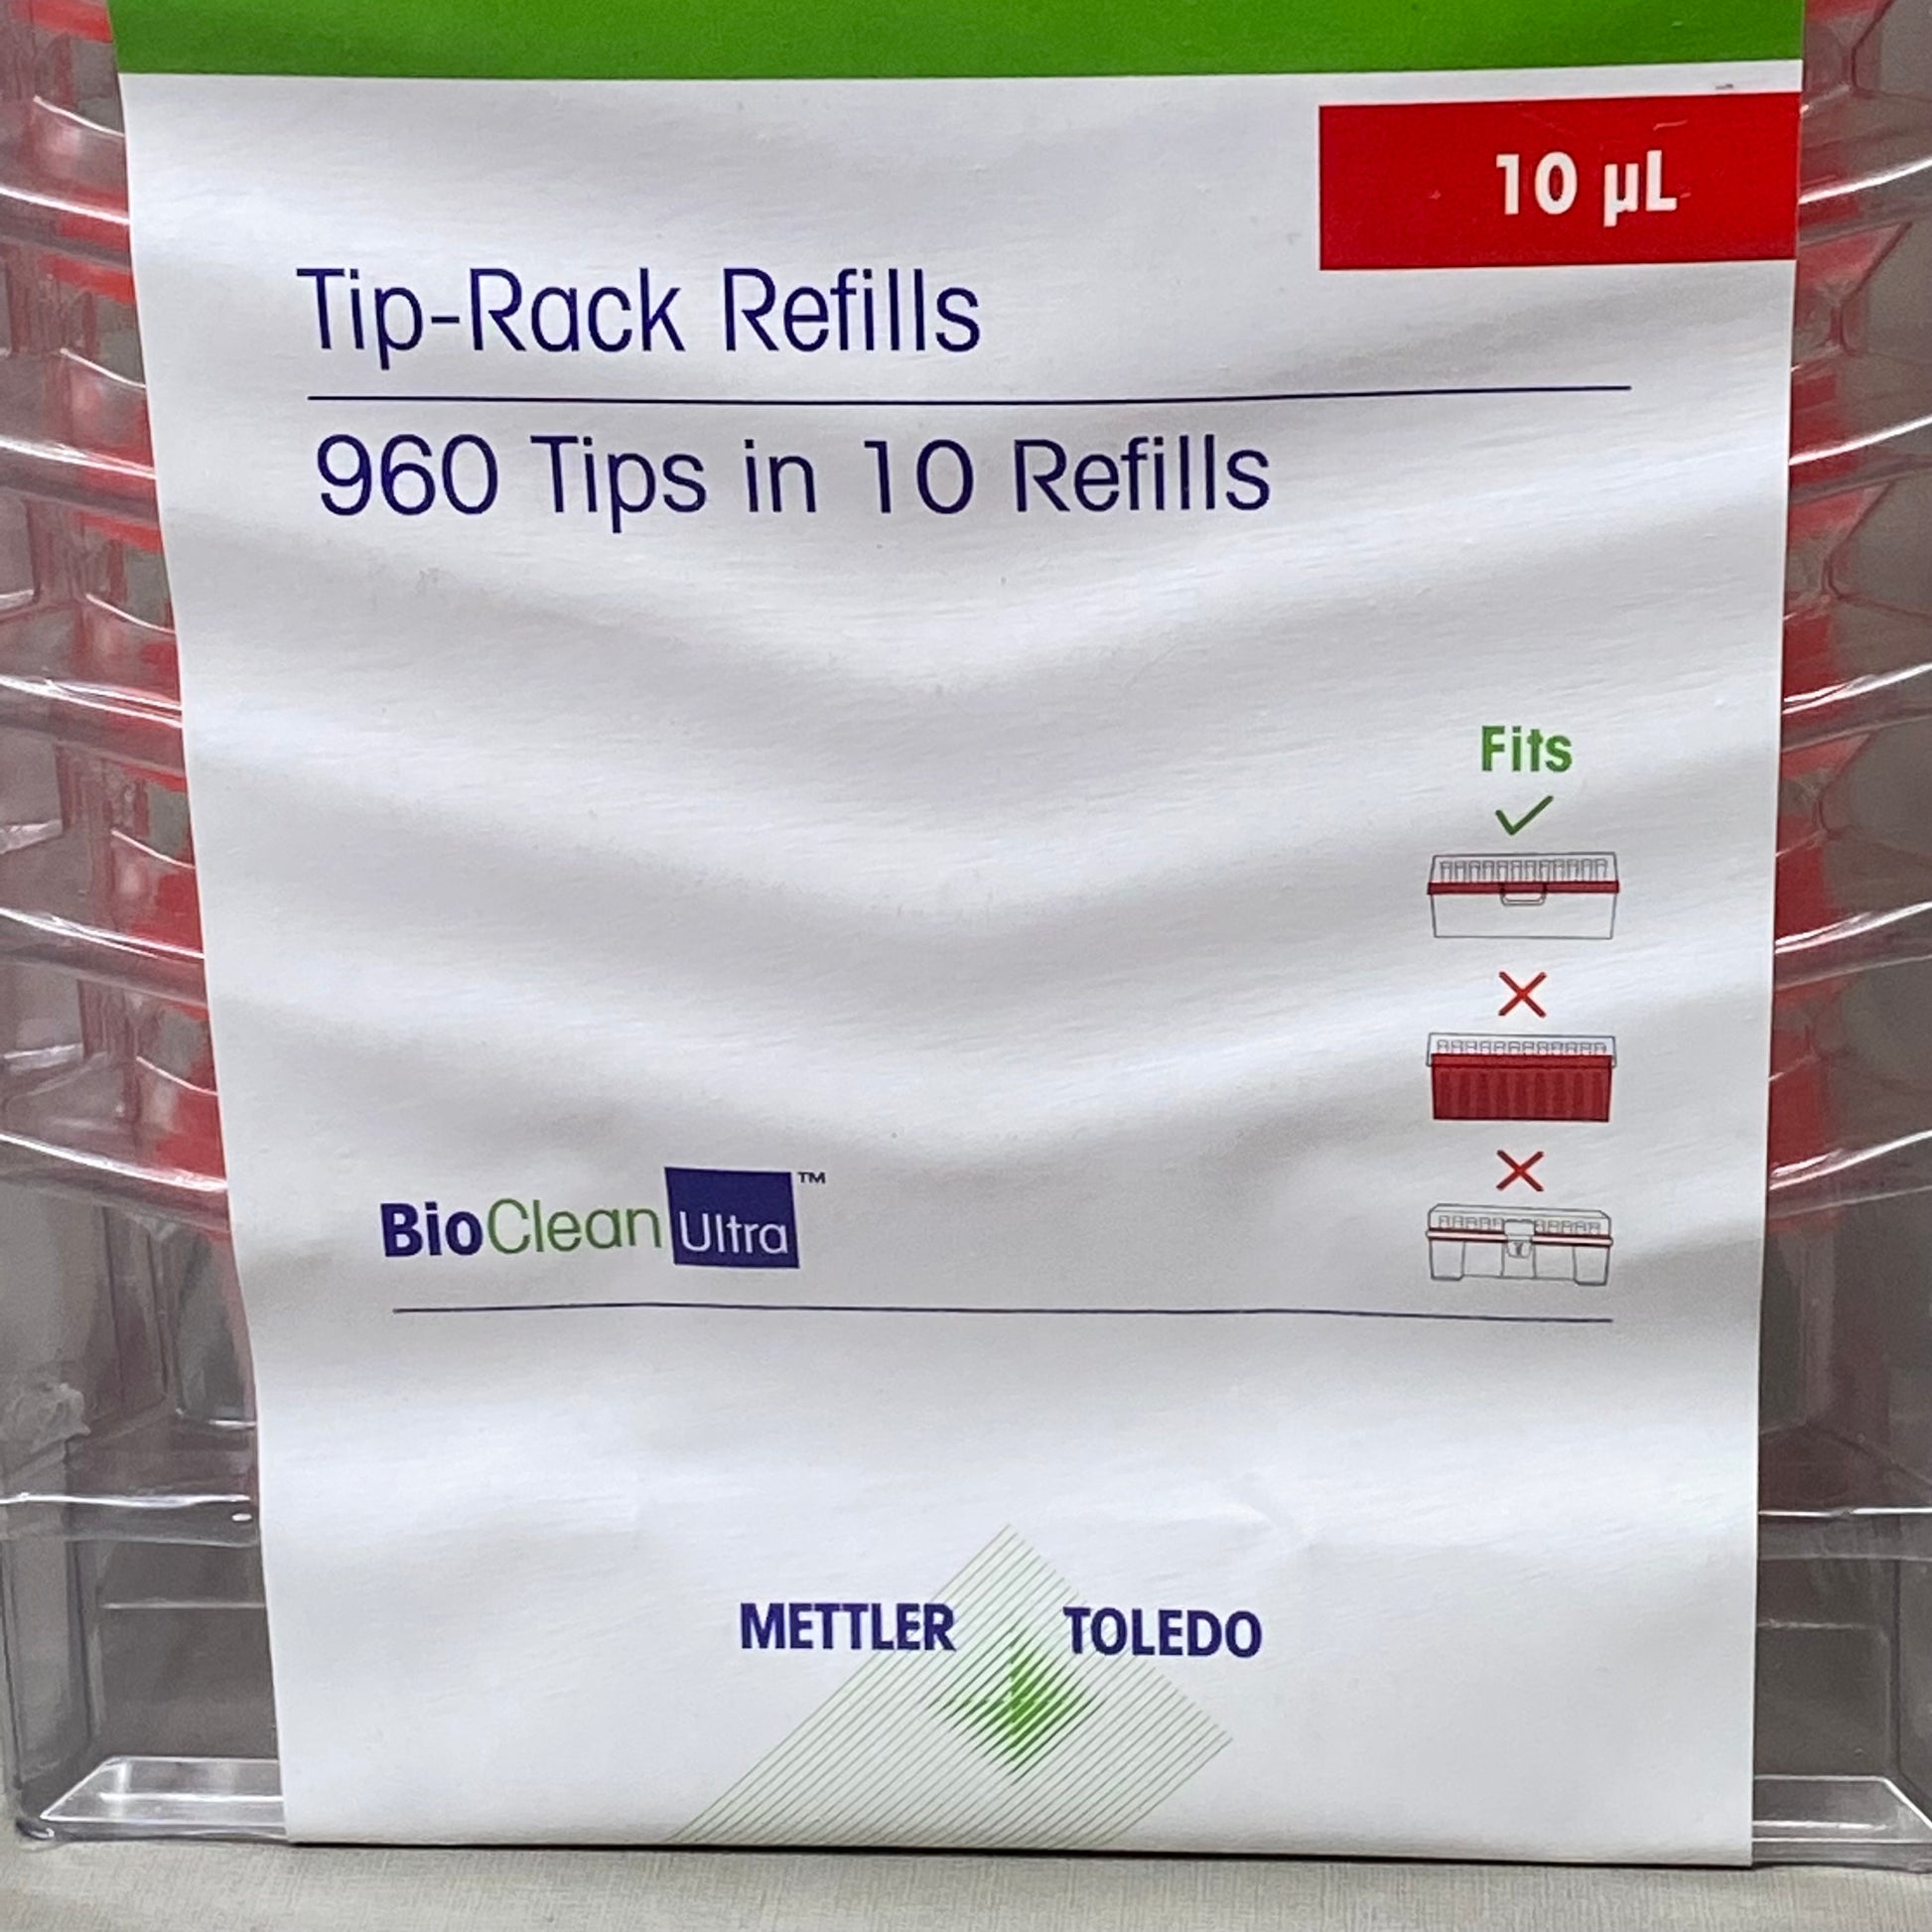 10 µL
Tip-Rack Refills
960 Tips in 10 Refills
Fits
BioClean Ultra™
METTLER TOLEDO